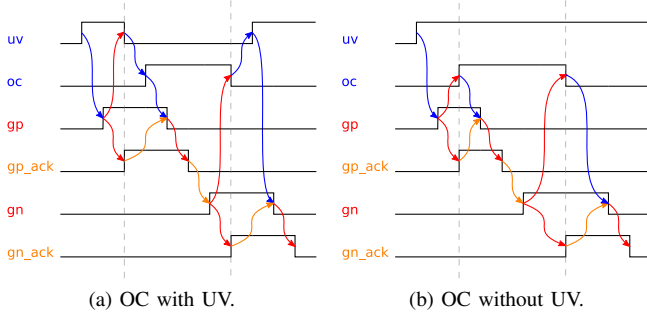 uv
uv
oc
oc
gp
gp
gp_ack
gp_ack
gn
gn
gn_ack
gn_ack
(a) OC with UV.
(b) OC without UV.